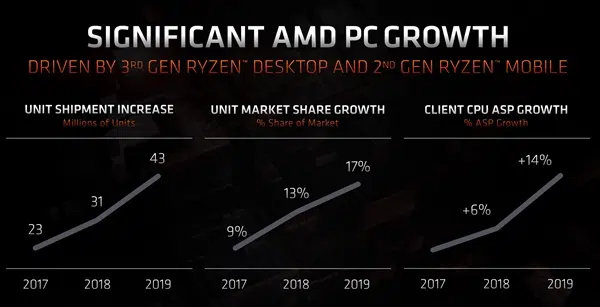 SIGNIFICANT AMD PC GROWTH
DRIVEN BY 3RD GEN RYZEN™ DESKTOP AND 2ND GEN RYZEN™ MOBILE
UNIT SHIPMENT INCREASE
Millions of Units
43
31
23
2017 2018 2019
UNIT MARKET SHARE GROWTH
% Share of Market
17%
13%
9%
2017 2018 2019
CLIENT CPU ASP GROWTH
% ASP Growth
+14%
+6%
2017 2018 2019